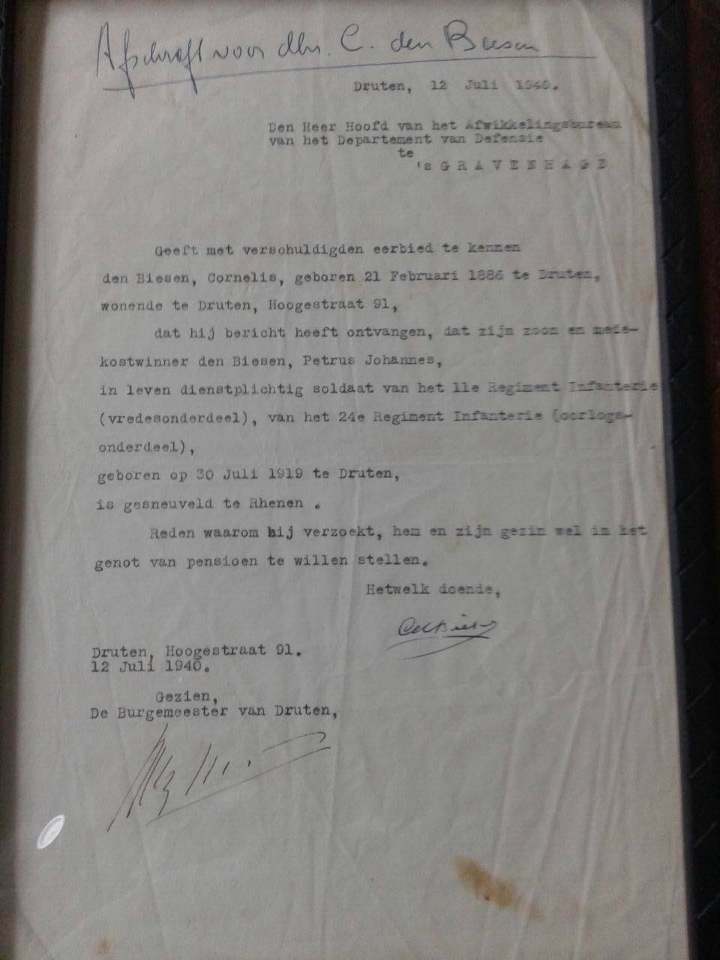 Afschrift voor dhr. C. den Biesen
Druten, 12 Juli 1940.
Den Heer Hoofd van het Afwikkelingsbureau
van het Departement van Defensie
te
's G R A V E N H A G E
Geeft met verschuldigden eerbied te kennen
den Biesen, Cornelis, geboren 21 Februari 1886 te Druten,
wonende te Druten, Hoogestraat 91,
dat hij bericht heeft ontvangen, dat zijn zoon en mede-
kostwinner den Biesen, Petrus Johannes,
in leven dienstplichtig soldaat van het 11e Regiment Infanterie
(vredesonderdeel), van het 24e Regiment Infanterie (oorlogs-
onderdeel),
geboren op 30 Juli 1919 te Druten,
is gesneuveld te Rhenen .
Reden waarom hij verzoekt, hem en zijn gezin wel in het
genot van pensioen te willen stellen.
Hetwelk doende,
Druten, Hoogestraat 91.
12 Juli 1940.
Gezien,
De Burgemeester van Druten,